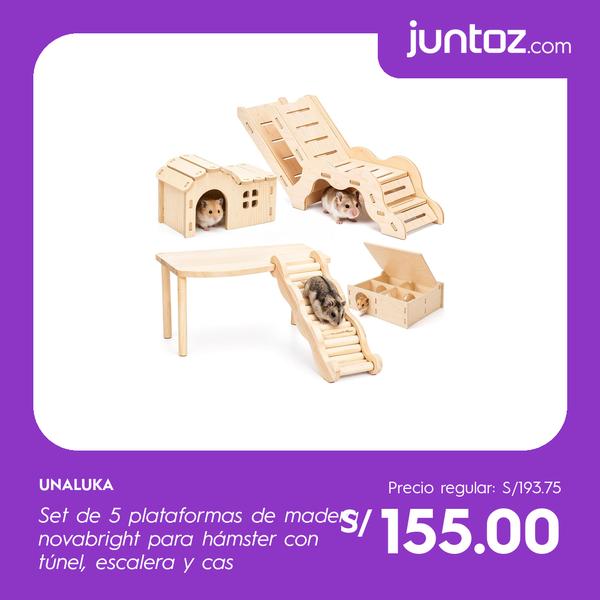 juntoz.com
UNALUKA
Precio regular: S/193.75
Set de 5 plataformas de madera
S/ 155.00
novabright para hámster con
túnel, escalera y cas